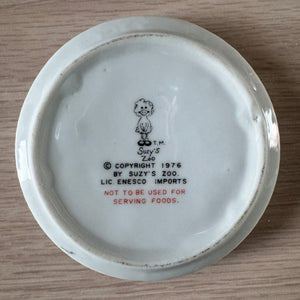 T.M.
Suzy's
Zoo
© COPYRIGHT 1976
BY SUZY'S ZOO.
LIC. ENESCO IMPORTS
NOT TO BE USED FOR
SERVING FOODS.